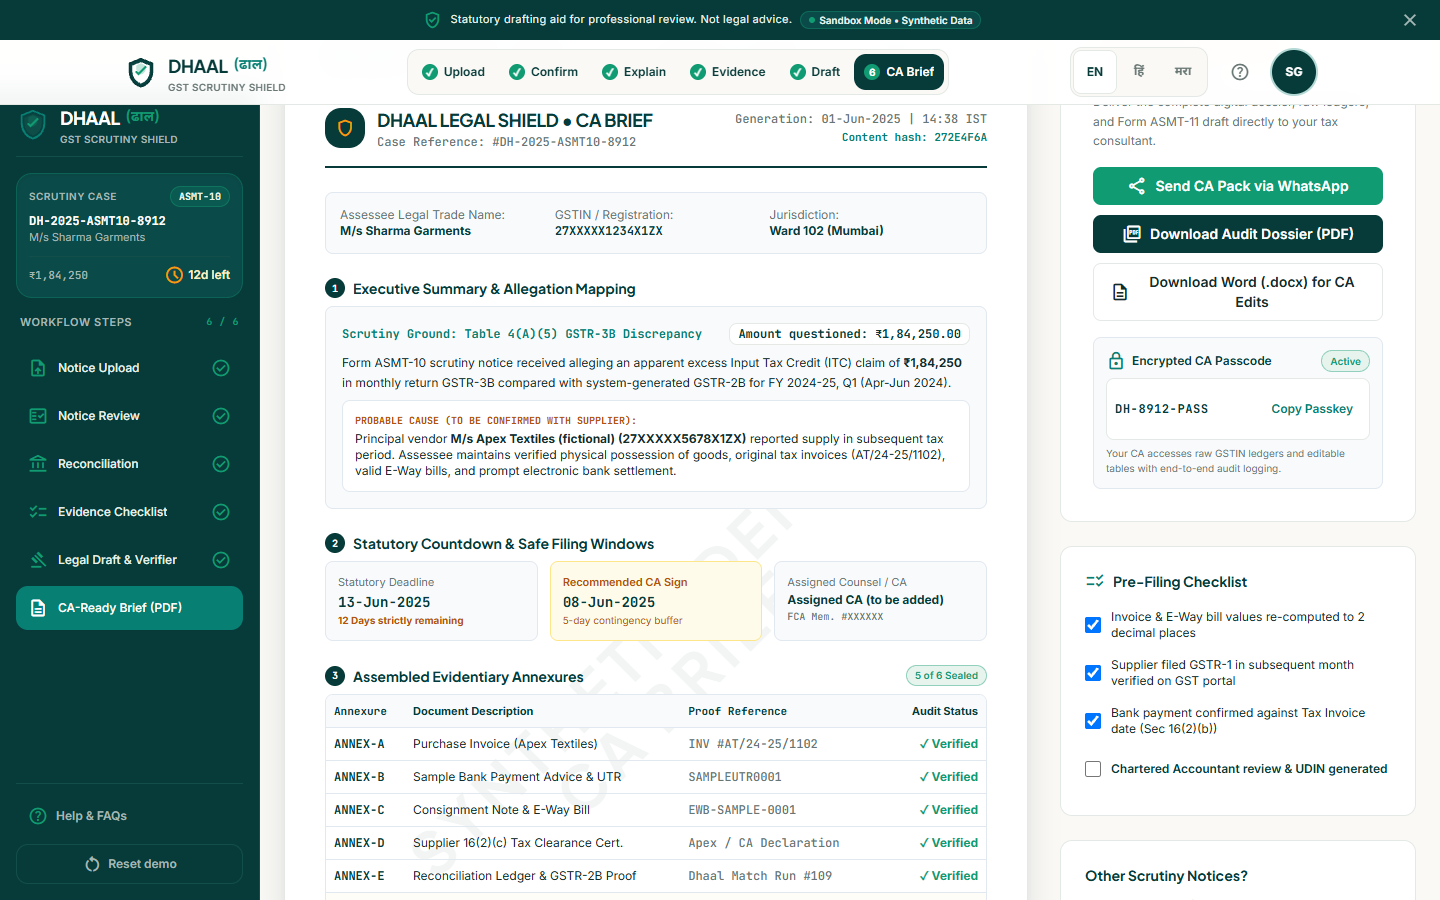 Statutory drafting aid for professional review. Not legal advice.
Sandbox Mode • Synthetic Data
DHAAL (ढाल)
GST SCRUTINY SHIELD
Upload
Confirm
Explain
Evidence
Draft
6 CA Brief
EN
हिं
मरा
SG
DHAAL (ढाल)
GST SCRUTINY SHIELD
SCRUTINY CASE
ASMT-10
DH-2025-ASMT10-8912
M/s Sharma Garments
₹1,84,250
12d left
WORKFLOW STEPS
6 / 6
Notice Upload
Notice Review
Reconciliation
Evidence Checklist
Legal Draft & Verifier
CA-Ready Brief (PDF)
Help & FAQs
Reset demo
DHAAL LEGAL SHIELD ● CA BRIEF
Case Reference: #DH-2025-ASMT10-8912
Generation: 01-Jun-2025 | 14:38 IST
Content hash: 272E4F6A
Assessee Legal Trade Name:
M/s Sharma Garments
GSTIN / Registration:
27XXXXX1234X1ZX
Jurisdiction:
Ward 102 (Mumbai)
1 Executive Summary & Allegation Mapping
Scrutiny Ground: Table 4(A)(5) GSTR-3B Discrepancy
Amount questioned: ₹1,84,250.00
Form ASMT-10 scrutiny notice received alleging an apparent excess Input Tax Credit (ITC) claim of ₹1,84,250
in monthly return GSTR-3B compared with system-generated GSTR-2B for FY 2024-25, Q1 (Apr-Jun 2024).
PROBABLE CAUSE (TO BE CONFIRMED WITH SUPPLIER):
Principal vendor M/s Apex Textiles (fictional) (27XXXXX5678X1ZX) reported supply in subsequent tax
period. Assessee maintains verified physical possession of goods, original tax invoices (AT/24-25/1102),
valid E-Way bills, and prompt electronic bank settlement.
2 Statutory Countdown & Safe Filing Windows
Statutory Deadline
13-Jun-2025
12 Days strictly remaining
Recommended CA Sign
08-Jun-2025
5-day contingency buffer
Assigned Counsel / CA
Assigned CA (to be added)
FCA Mem. #XXXXXX
3 Assembled Evidentiary Annexures
5 of 6 Sealed
Annexure Document Description Proof Reference Audit Status
ANNEX-A Purchase Invoice (Apex Textiles) INV #AT/24-25/1102 ✓ Verified
ANNEX-B Sample Bank Payment Advice & UTR SAMPLEUTR0001 ✓ Verified
ANNEX-C Consignment Note & E-Way Bill EWB-SAMPLE-0001 ✓ Verified
ANNEX-D Supplier 16(2)(c) Tax Clearance Cert. Apex / CA Declaration ✓ Verified
ANNEX-E Reconciliation Ledger & GSTR-2B Proof Dhaal Match Run #109 ✓ Verified
and Form ASMT-11 draft directly to your tax
consultant.
Send CA Pack via WhatsApp
Download Audit Dossier (PDF)
Download Word (.docx) for CA
Edits
Encrypted CA Passcode
Active
DH-8912-PASS
Copy Passkey
Your CA accesses raw GSTIN ledgers and editable
tables with end-to-end audit logging.
Pre-Filing Checklist
Invoice & E-Way bill values re-computed to 2
decimal places
Supplier filed GSTR-1 in subsequent month
verified on GST portal
Bank payment confirmed against Tax Invoice
date (Sec 16(2)(b))
Chartered Accountant review & UDIN generated
Other Scrutiny Notices?